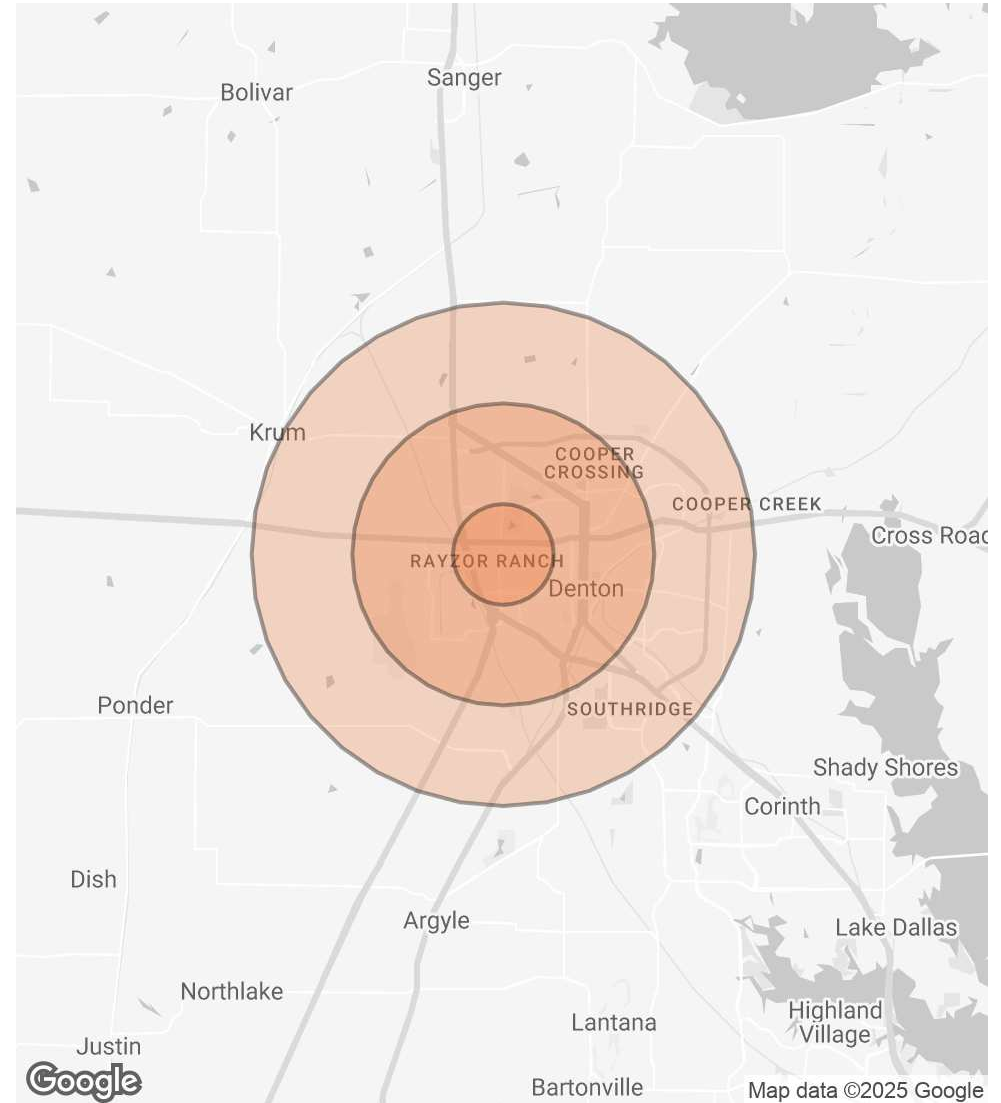 Sanger
Bolivar
Krum
COOPER
CROSSING
COOPER CREEK
Cross Roac
RAYZOR RANCH
Denton
Ponder
SOUTHRIDGE
Shady Shores
Corinth
Dish
Argyle
Lake Dallas
Northlake
Highland
Village
Lantana
Justin
Google
Bartonville
Map data ©2025 Google